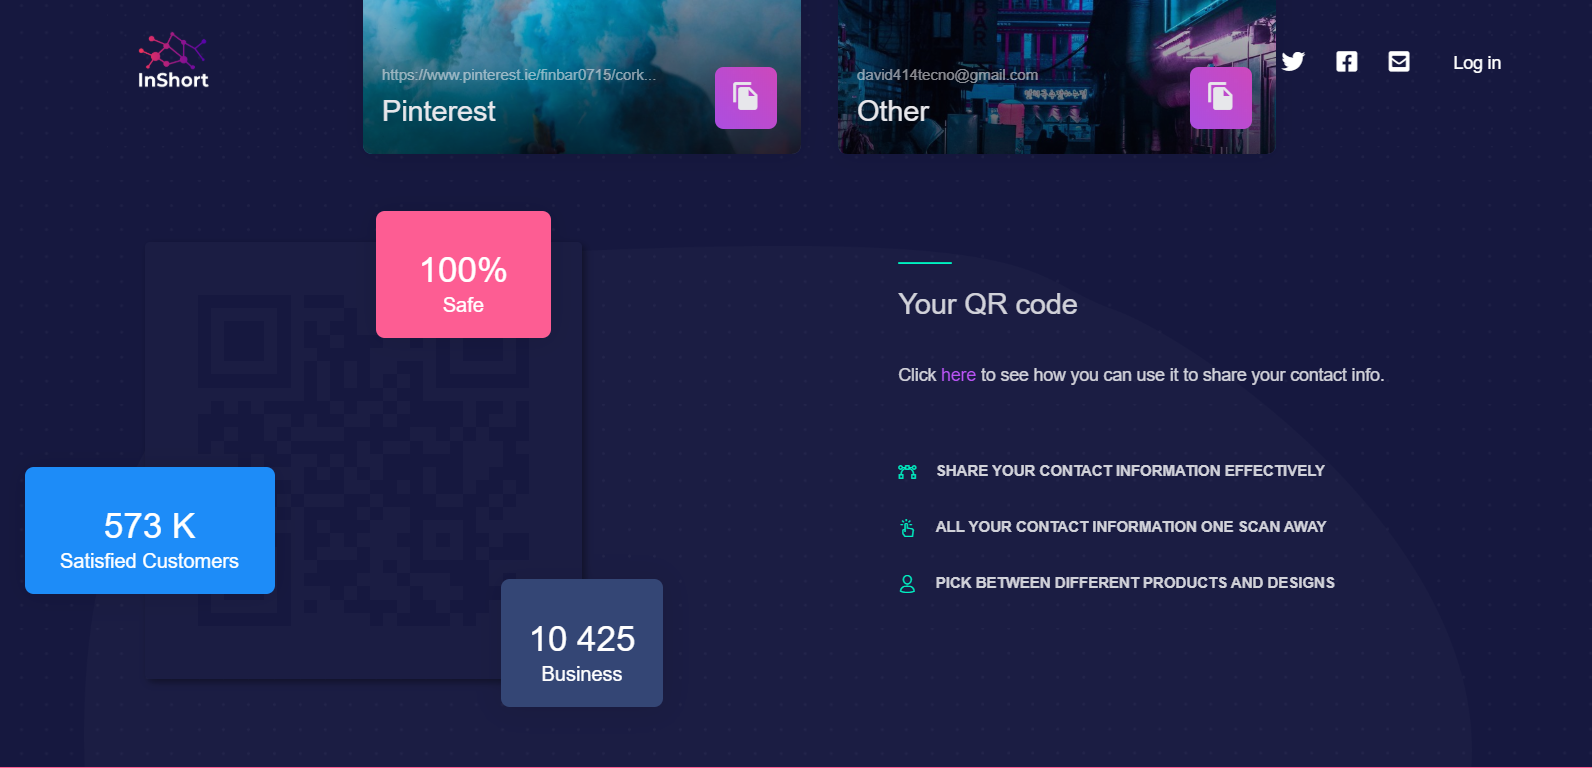 InShort
https://www.pinterest.ie/finbar0715/cork...
Pinterest
david414tecno@gmail.com
Other
BAR
Log in
100%
Safe
573 K
Satisfied Customers
10 425
Business
Your QR code
Click here to see how you can use it to share your contact info.
SHARE YOUR CONTACT INFORMATION EFFECTIVELY
ALL YOUR CONTACT INFORMATION ONE SCAN AWAY
PICK BETWEEN DIFFERENT PRODUCTS AND DESIGNS